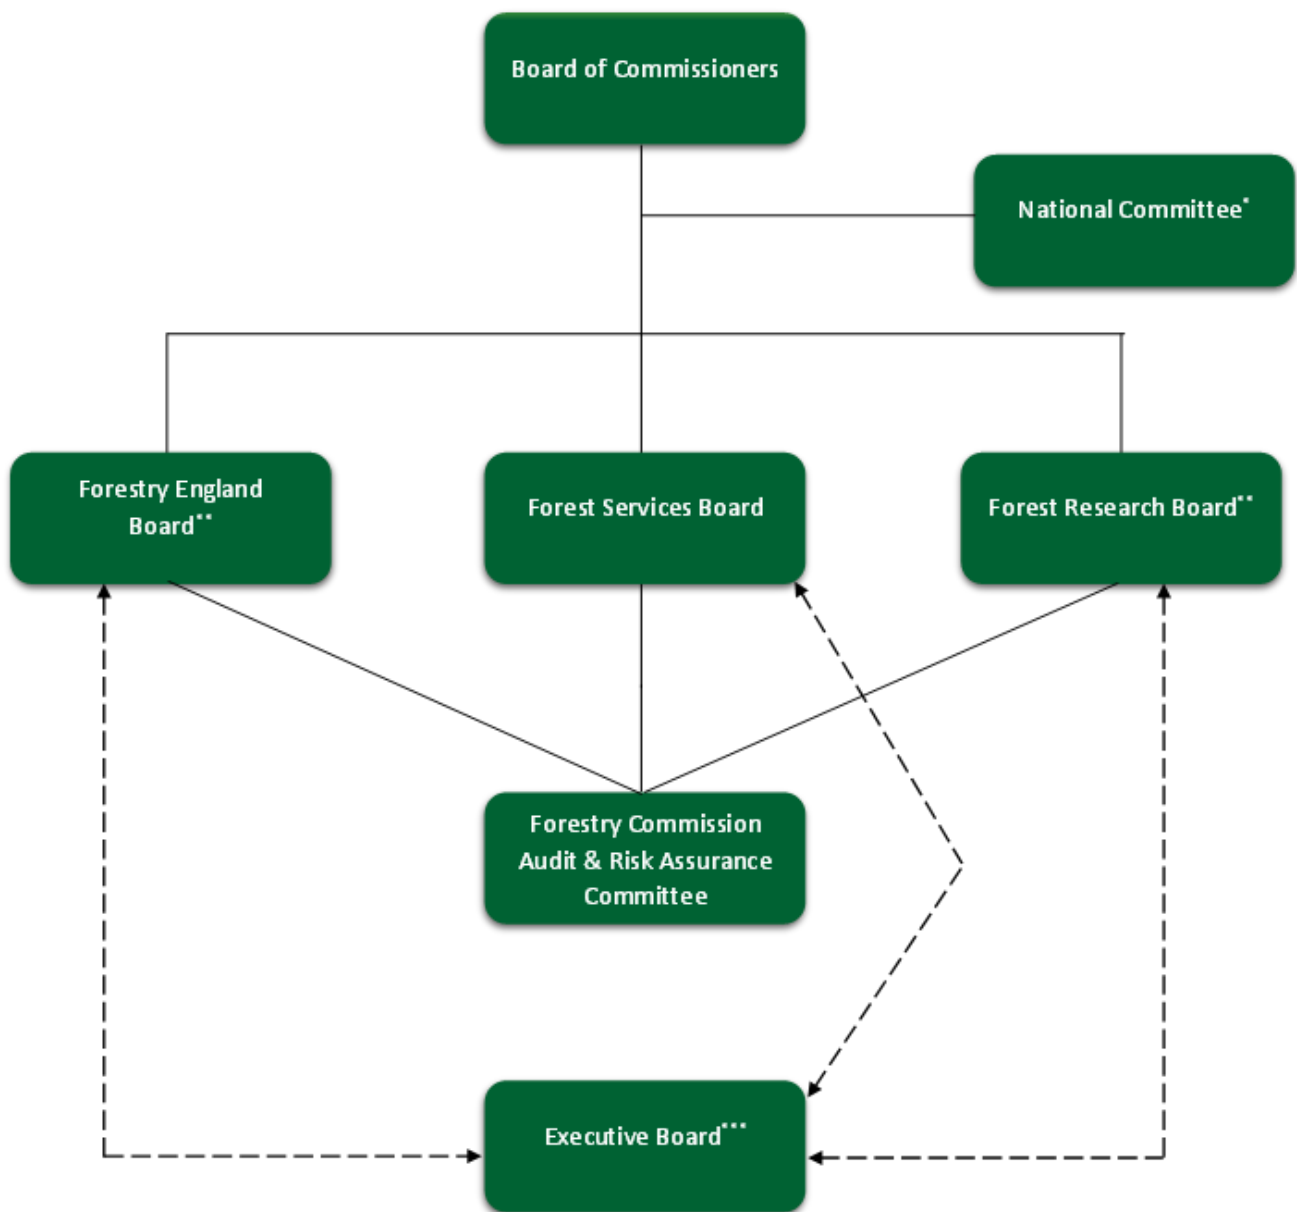 Board of Commissioners
National Committee*
Forestry England
Board**
Forest Services Board
Forest Research Board**
Forestry Commission
Audit & Risk Assurance
Committee
Executive Board***